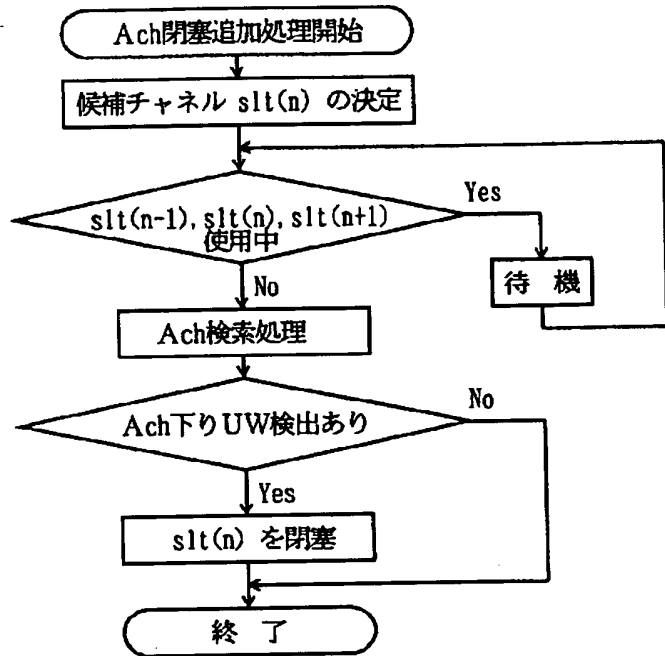 Ach閉塞追加処理開始
候補チャネル slt(n) の決定
slt(n-1), slt(n), slt(n+1)
使用中
Yes
待 機
No
Ach検索処理
Ach下りUW検出あり
No
Yes
slt(n) を閉塞
終 了